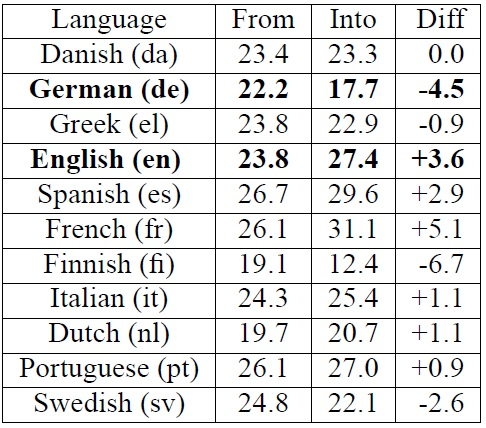 Language From Into Diff
Danish (da) 23.4 23.3 0.0
German (de) 22.2 17.7 -4.5
Greek (el) 23.8 22.9 -0.9
English (en) 23.8 27.4 +3.6
Spanish (es) 26.7 29.6 +2.9
French (fr) 26.1 31.1 +5.1
Finnish (fi) 19.1 12.4 -6.7
Italian (it) 24.3 25.4 +1.1
Dutch (nl) 19.7 20.7 +1.1
Portuguese (pt) 26.1 27.0 +0.9
Swedish (sv) 24.8 22.1 -2.6